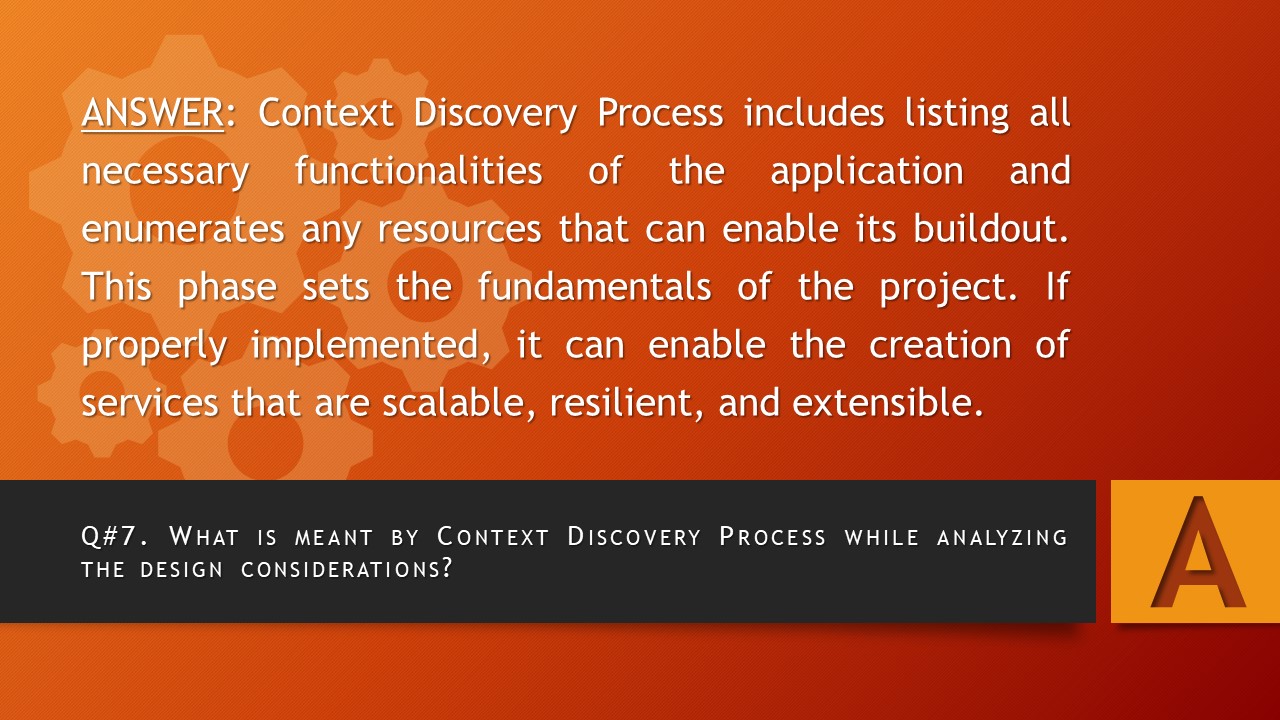 ANSWER: Context Discovery Process includes listing all
necessary functionalities of the application and
enumerates any resources that can enable its buildout.
This phase sets the fundamentals of the project. If
properly implemented, it can enable the creation of
services that are scalable, resilient, and extensible.
Q#7. What is meant by Context Discovery Process while analyzing
the design considerations?
A